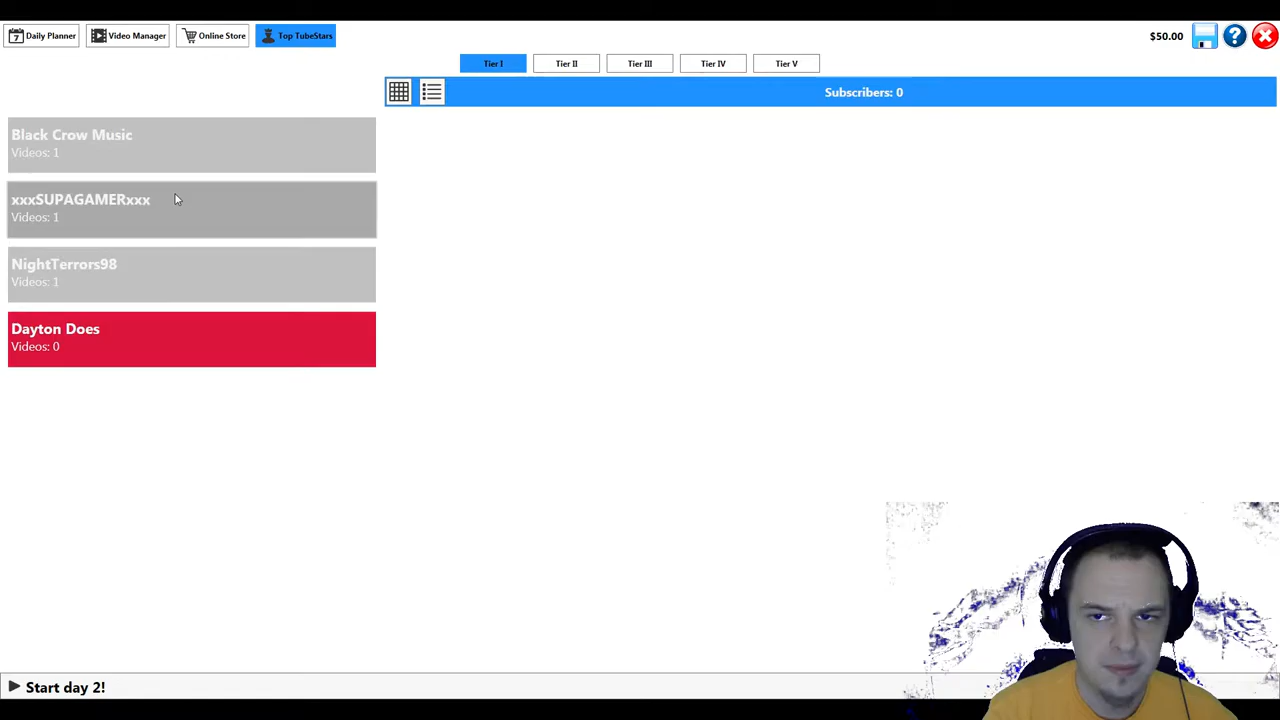 7 Daily Planner Video Manager Online Store Top TubeStars $50.00 ?
Tier I Tier II Tier III Tier IV Tier V
Subscribers: 0
Black Crow Music
Videos: 1
xxxSUPAGAMERxxx
Videos: 1
NightTerrors98
Videos: 1
Dayton Does
Videos: 0
Start day 2!